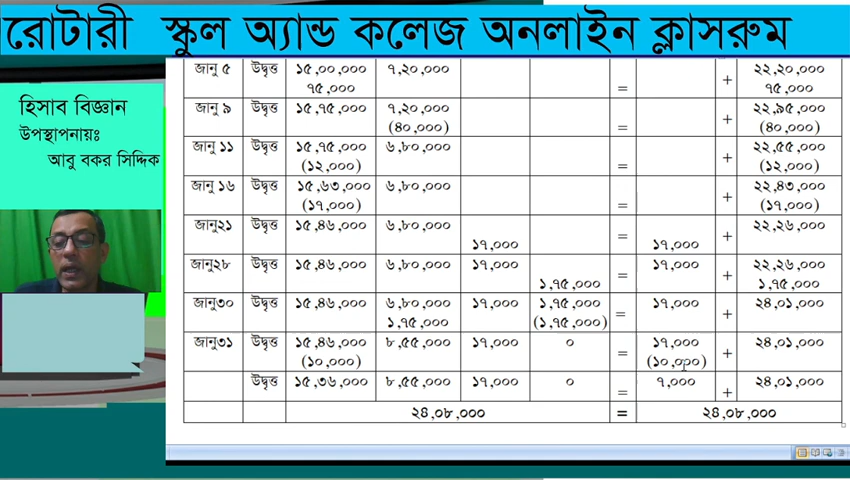 রোটারী স্কুল অ্যান্ড কলেজ অনলাইন ক্লাসরুম
হিসাব বিজ্ঞান
উপস্থাপনায়ঃ
আবু বকর সিদ্দিক
জানু ৫ উদ্বৃত্ত ১৫,০০,০০০ ৭,২০,০০০ + ২২,২০,০০০
৭৫,০০০ = ৭৫,০০০
জানু ৯ উদ্বৃত্ত ১৫,৭৫,০০০ ৭,২০,০০০ + ২২,৯৫,০০০
(৪০,০০০) = (৪০,০০০)
জানু ১১ উদ্বৃত্ত ১৫,৭৫,০০০ ৬,৮০,০০০ + ২২,৫৫,০০০
(১২,০০০) = (১২,০০০)
জানু ১৬ উদ্বৃত্ত ১৫,৬৩,০০০ ৬,৮০,০০০ + ২২,৪৩,০০০
(১৭,০০০) = (১৭,০০০)
জানু২১ উদ্বৃত্ত ১৫,৪৬,০০০ ৬,৮০,০০০ + ২২,২৬,০০০
১৭,০০০ = ১৭,০০০
জানু২৮ উদ্বৃত্ত ১৫,৪৬,০০০ ৬,৮০,০০০ ১৭,০০০ = ১৭,০০০ + ২২,২৬,০০০
১,৭৫,০০০ ১,৭৫,০০০
জানু৩০ উদ্বৃত্ত ১৫,৪৬,০০০ ৬,৮০,০০০ ১৭,০০০ ১,৭৫,০০০ = ১৭,০০০ + ২৪,০১,০০০
১,৭৫,০০০ (১,৭৫,০০০)
জানু৩১ উদ্বৃত্ত ১৫,৪৬,০০০ ৮,৫৫,০০০ ১৭,০০০ ০ = ১৭,০০০ + ২৪,০১,০০০
(১০,০০০) (১০,০০০)
উদ্বৃত্ত ১৫,৩৬,০০০ ৮,৫৫,০০০ ১৭,০০০ ০ = ৭,০০০ + ২৪,০১,০০০
২৪,০৮,০০০ = ২৪,০৮,০০০